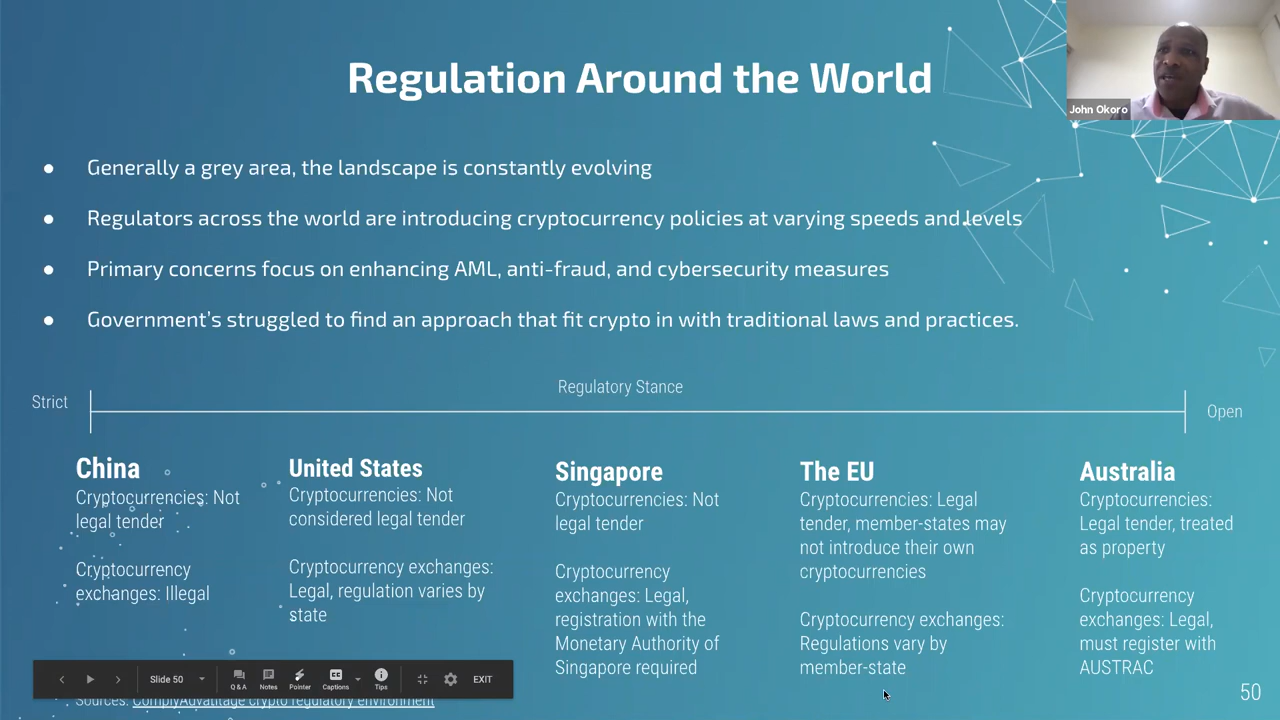 Regulation Around the World
John Okoro
● Generally a grey area, the landscape is constantly evolving
● Regulators across the world are introducing cryptocurrency policies at varying speeds and levels
● Primary concerns focus on enhancing AML, anti-fraud, and cybersecurity measures
● Government's struggled to find an approach that fit crypto in with traditional laws and practices.
Regulatory Stance
Strict
Open
China
Cryptocurrencies: Not
legal tender
Cryptocurrency
exchanges: Illegal
United States
Cryptocurrencies: Not
considered legal tender
Cryptocurrency exchanges:
Legal, regulation varies by
state
Singapore
Cryptocurrencies: Not
legal tender
Cryptocurrency
exchanges: Legal,
registration with the
Monetary Authority of
Singapore required
The EU
Cryptocurrencies: Legal
tender, member-states may
not introduce their own
cryptocurrencies
Cryptocurrency exchanges:
Regulations vary by
member-state
Australia
Cryptocurrencies:
Legal tender, treated
as property
Cryptocurrency
exchanges: Legal,
must register with
AUSTRAC
Slide 50
Q & A
Notes
Pointer
Captions
Tips
EXIT
Sources: ComplyAdvantage crypto regulatory environment
50